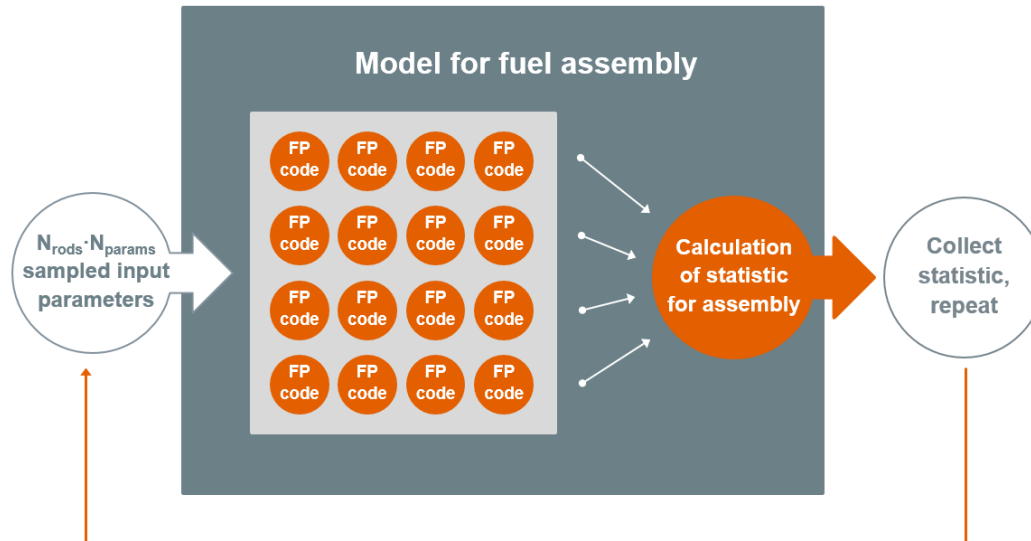 Model for fuel assembly
FP code FP code FP code FP code
FP code FP code FP code FP code
FP code FP code FP code FP code
FP code FP code FP code FP code
N_rods·N_params
sampled input
parameters
Calculation
of statistic
for assembly
Collect
statistic,
repeat